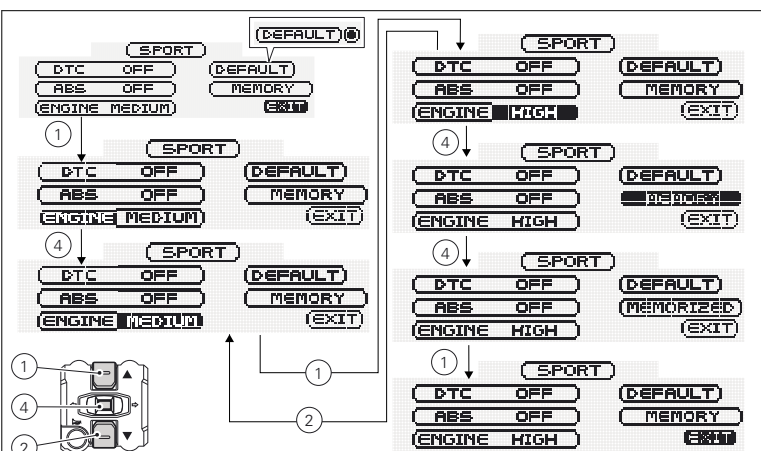 (DEFAULT)
SPORT
DTC OFF
DEFAULT
ABS OFF
MEMORY
ENGINE MEDIUM
EXIT
1
SPORT
DTC OFF
DEFAULT
ABS OFF
MEMORY
ENGINE MEDIUM
EXIT
4
SPORT
DTC OFF
DEFAULT
ABS OFF
MEMORY
ENGINE MEDIUM
EXIT
1
2
1
4
2
SPORT
DTC OFF
DEFAULT
ABS OFF
MEMORY
ENGINE HIGH
EXIT
4
SPORT
DTC OFF
DEFAULT
ABS OFF
MEMORY
ENGINE HIGH
EXIT
4
SPORT
DTC OFF
DEFAULT
ABS OFF
MEMORIZED
ENGINE HIGH
EXIT
1
SPORT
DTC OFF
DEFAULT
ABS OFF
MEMORY
ENGINE HIGH
EXIT